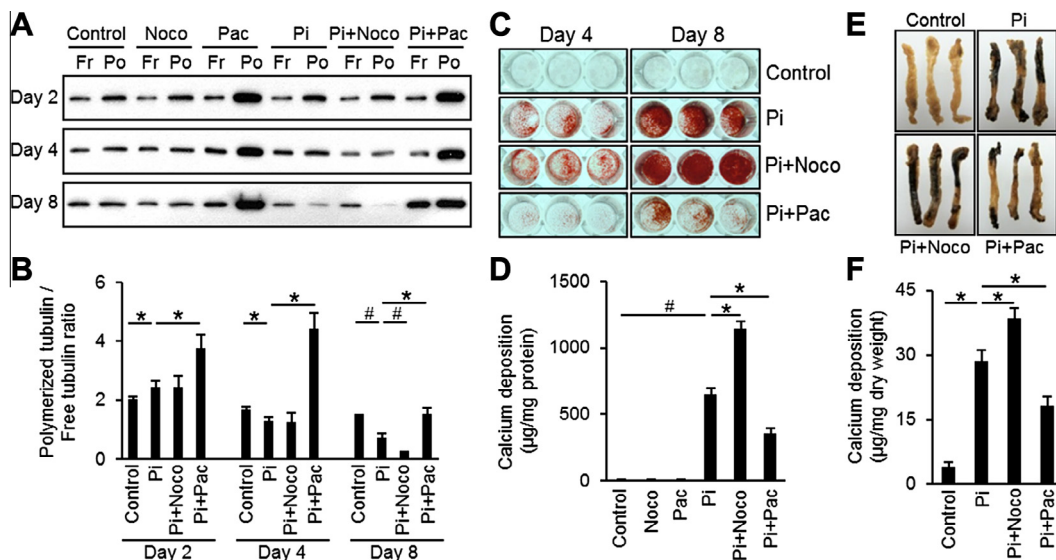 A
Control Noco Pac Pi Pi+Noco Pi+Pac
Fr Po Fr Po Fr Po Fr Po Fr Po Fr Po
Day 2
Day 4
Day 8
B
Polymerized tubulin /
Free tubulin ratio
6
4
2
0
* * * * # # *
Control Pi Pi+Noco Pi+Pac Control Pi Pi+Noco Pi+Pac Control Pi Pi+Noco Pi+Pac
Day 2 Day 4 Day 8
C
Day 4 Day 8
Control
Pi
Pi+Noco
Pi+Pac
D
Calcium deposition
(µg/mg protein)
1500
1000
500
0
# * *
Control Noco Pac Pi Pi+Noco Pi+Pac
E
Control Pi
Pi+Noco Pi+Pac
F
Calcium deposition
(µg/mg dry weight)
45
30
15
0
* * *
Control Pi Pi+Noco Pi+Pac